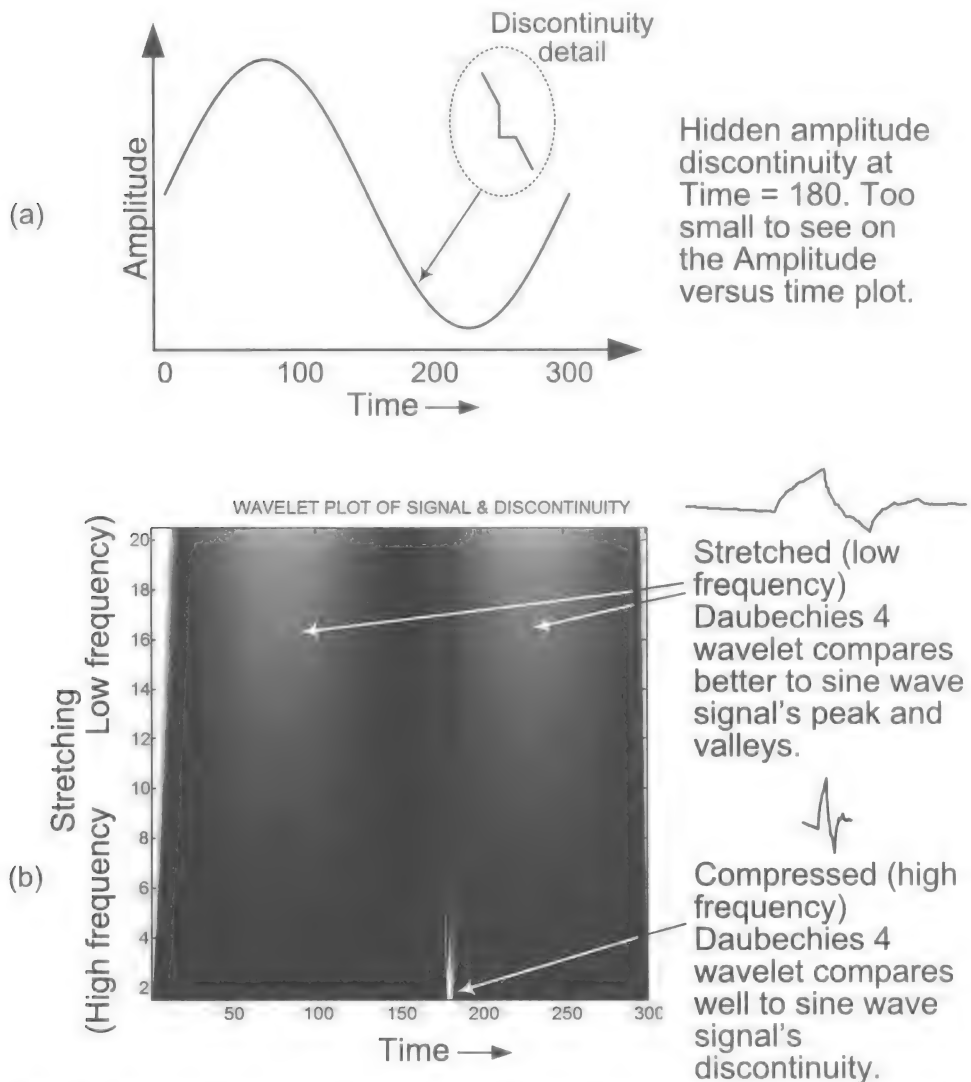 Discontinuity
detail
Amplitude
(a)
Hidden amplitude
discontinuity at
Time = 180. Too
small to see on
the Amplitude
versus time plot.
0 100 200 300
Time
WAVELET PLOT OF SIGNAL & DISCONTINUITY
Stretching
(High frequency Low frequency)
20
18
16
14
12
10
8
6
4
2
(b)
50 100 150 200 250 300
Time
Stretched (low
frequency)
Daubechies 4
wavelet compares
better to sine wave
signal's peak and
valleys.
Compressed (high
frequency)
Daubechies 4
wavelet compares
well to sine wave
signal's
discontinuity.